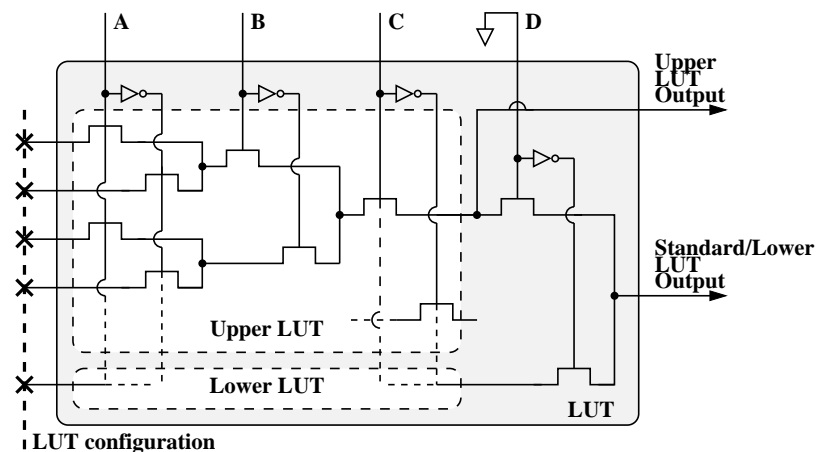 A B C D
Upper
LUT
Output
Standard/Lower
LUT
Output
Upper LUT
Lower LUT
LUT
LUT configuration